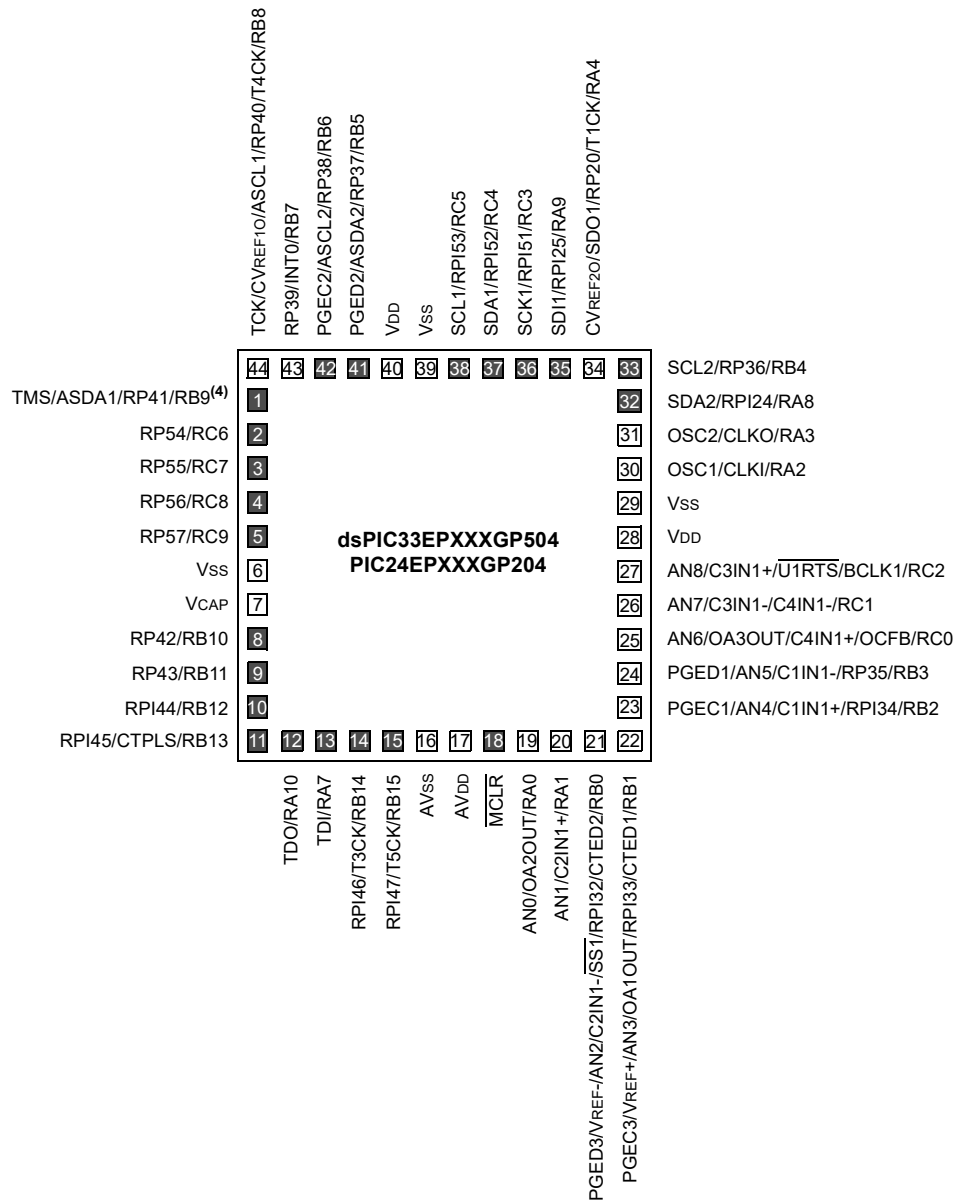 TCK/CVREF1O/ASCL1/RP40/T4CK/RB8
RP39/INT0/RB7
PGEC2/ASCL2/RP38/RB6
PGED2/ASDA2/RP37/RB5
VDD
VSS
SCL1/RPI53/RC5
SDA1/RPI52/RC4
SCK1/RPI51/RC3
SDI1/RPI25/RA9
CVREF2O/SDO1/RP20/T1CK/RA4
44 43 42 41 40 39 38 37 36 35 34 33 SCL2/RP36/RB4
TMS/ASDA1/RP41/RB9(4) 1
32 SDA2/RPI24/RA8
RP54/RC6 2
31 OSC2/CLKO/RA3
RP55/RC7 3
30 OSC1/CLKI/RA2
RP56/RC8 4
29 VSS
RP57/RC9 5
28 VDD
dsPIC33EPXXXGP504
PIC24EPXXXGP204
VSS 6
27 AN8/C3IN1+/U1RTS/BCLK1/RC2
VCAP 7
26 AN7/C3IN1-/C4IN1-/RC1
RP42/RB10 8
25 AN6/OA3OUT/C4IN1+/OCFB/RC0
RP43/RB11 9
24 PGED1/AN5/C1IN1-/RP35/RB3
RPI44/RB12 10
23 PGEC1/AN4/C1IN1+/RPI34/RB2
RPI45/CTPLS/RB13 11 12 13 14 15 16 17 18 19 20 21 22
TDO/RA10
TDI/RA7
RPI46/T3CK/RB14
RPI47/T5CK/RB15
AVSS
AVDD
MCLR
AN0/OA2OUT/RA0
AN1/C2IN1+/RA1
PGED3/VREF-/AN2/C2IN1-/SS1/RPI32/CTED2/RB0
PGEC3/VREF+/AN3/OA1OUT/RPI33/CTED1/RB1